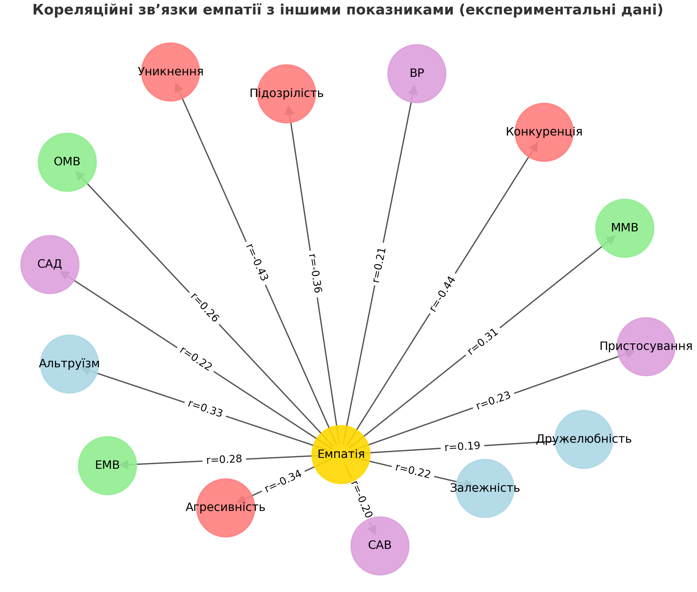 Кореляційні зв’язки емпатії з іншими показниками (експериментальні дані)
Уникнення
ВР
Підозрілість
Конкуренція
ОМВ
ММВ
САД
r=-0.43
r=0.21
r=-0.36
r=-0.44
r=0.26
r=0.31
Пристосування
r=0.22
Альтруїзм
r=0.33
r=0.23
Дружелюбність
r=0.19
Емпатія
r=0.28
ЕМВ
r=0.22
r=-0.34
Залежність
r=-0.20
Агресивність
САВ